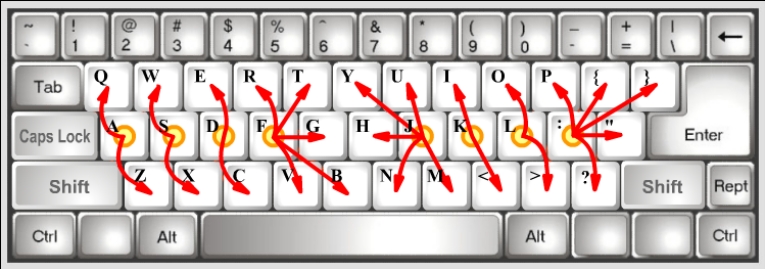 ~ ! @ # $ % ^ & * ( ) _ + |
` 1 2 3 4 5 6 7 8 9 0 - = \
Tab Q W E R T Y U I O P { }
Caps Lock A S D F G H J K L : " Enter
Shift Z X C V B N M < > ? Shift Rept
Ctrl Alt Alt Ctrl